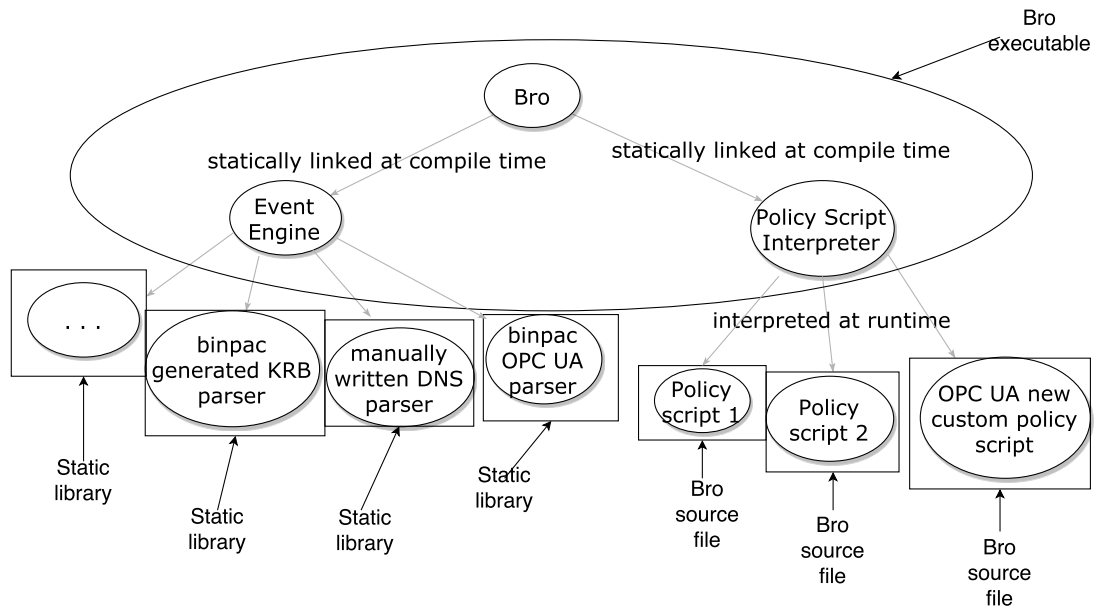 Bro
executable
Bro
statically linked at compile time
statically linked at compile time
Event
Engine
Policy Script
Interpreter
. . .
binpac
generated KRB
parser
manually
written DNS
parser
binpac
OPC UA
parser
interpreted at runtime
Policy
script 1
Policy
script 2
OPC UA new
custom policy
script
Static
library
Static
library
Static
library
Static
library
Bro
source
file
Bro
source
file
Bro
source
file